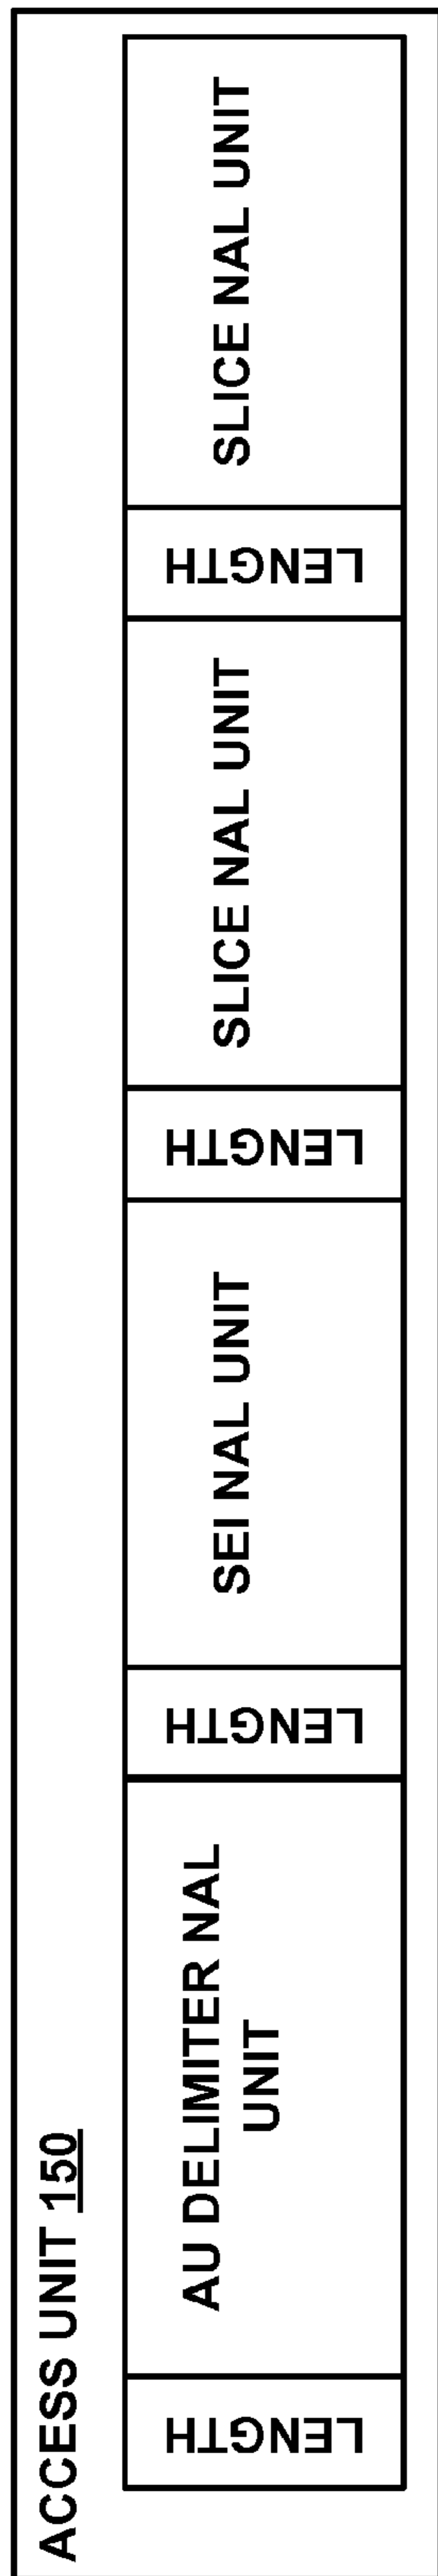 ACCESS UNIT 150
LENGTH
AU DELIMITER NAL
UNIT
LENGTH
SEI NAL UNIT
LENGTH
SLICE NAL UNIT
LENGTH
SLICE NAL UNIT